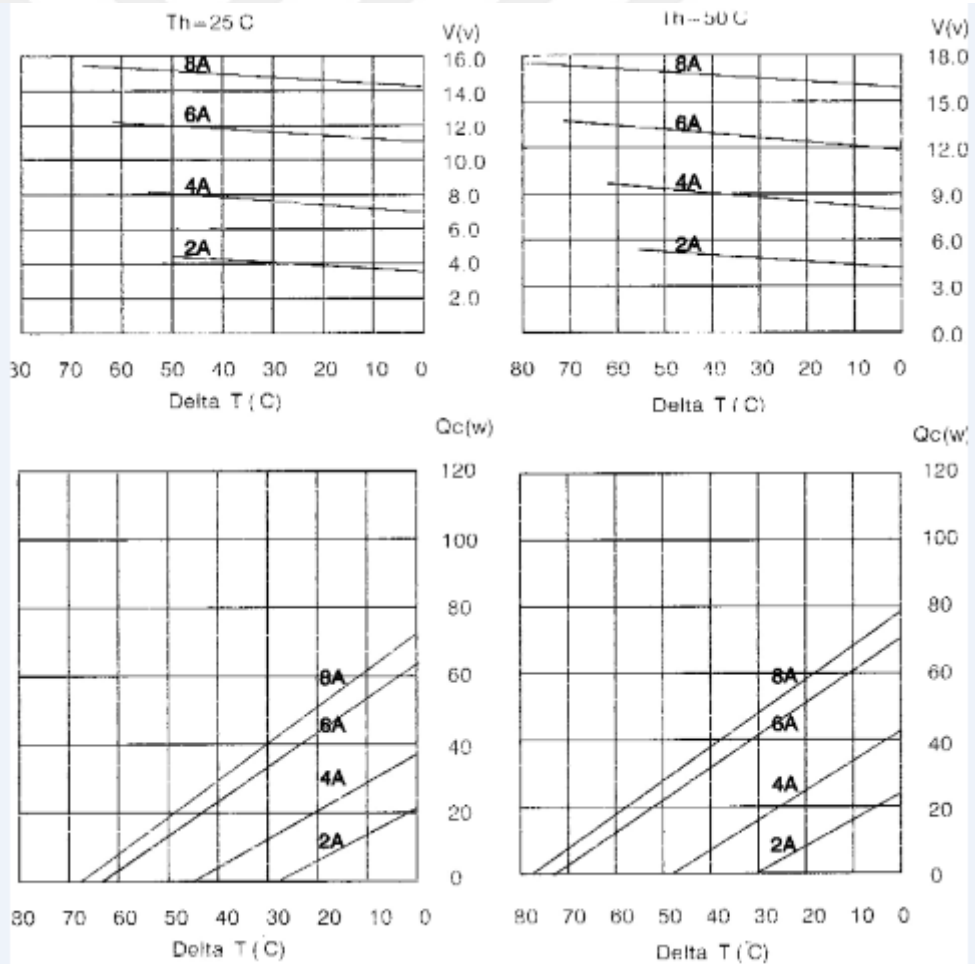 Th=25 C
V(v)
16.0
14.0
12.0
10.0
8.0
6.0
4.0
2.0
8A
6A
4A
2A
80 70 60 50 40 30 20 10 0
Delta T ( C)
Th=50 C
V(v)
18.0
15.0
12.0
9.0
6.0
3.0
0.0
8A
6A
4A
2A
80 70 60 50 40 30 20 10 0
Delta T ( C)
Qc(w)
120
100
80
60
40
20
0
8A
6A
4A
2A
80 70 60 50 40 30 20 10 0
Delta T (°C)
Qc(w)
120
100
80
60
40
20
0
8A
6A
4A
2A
80 70 60 50 40 30 20 10 0
Delta T (°C)